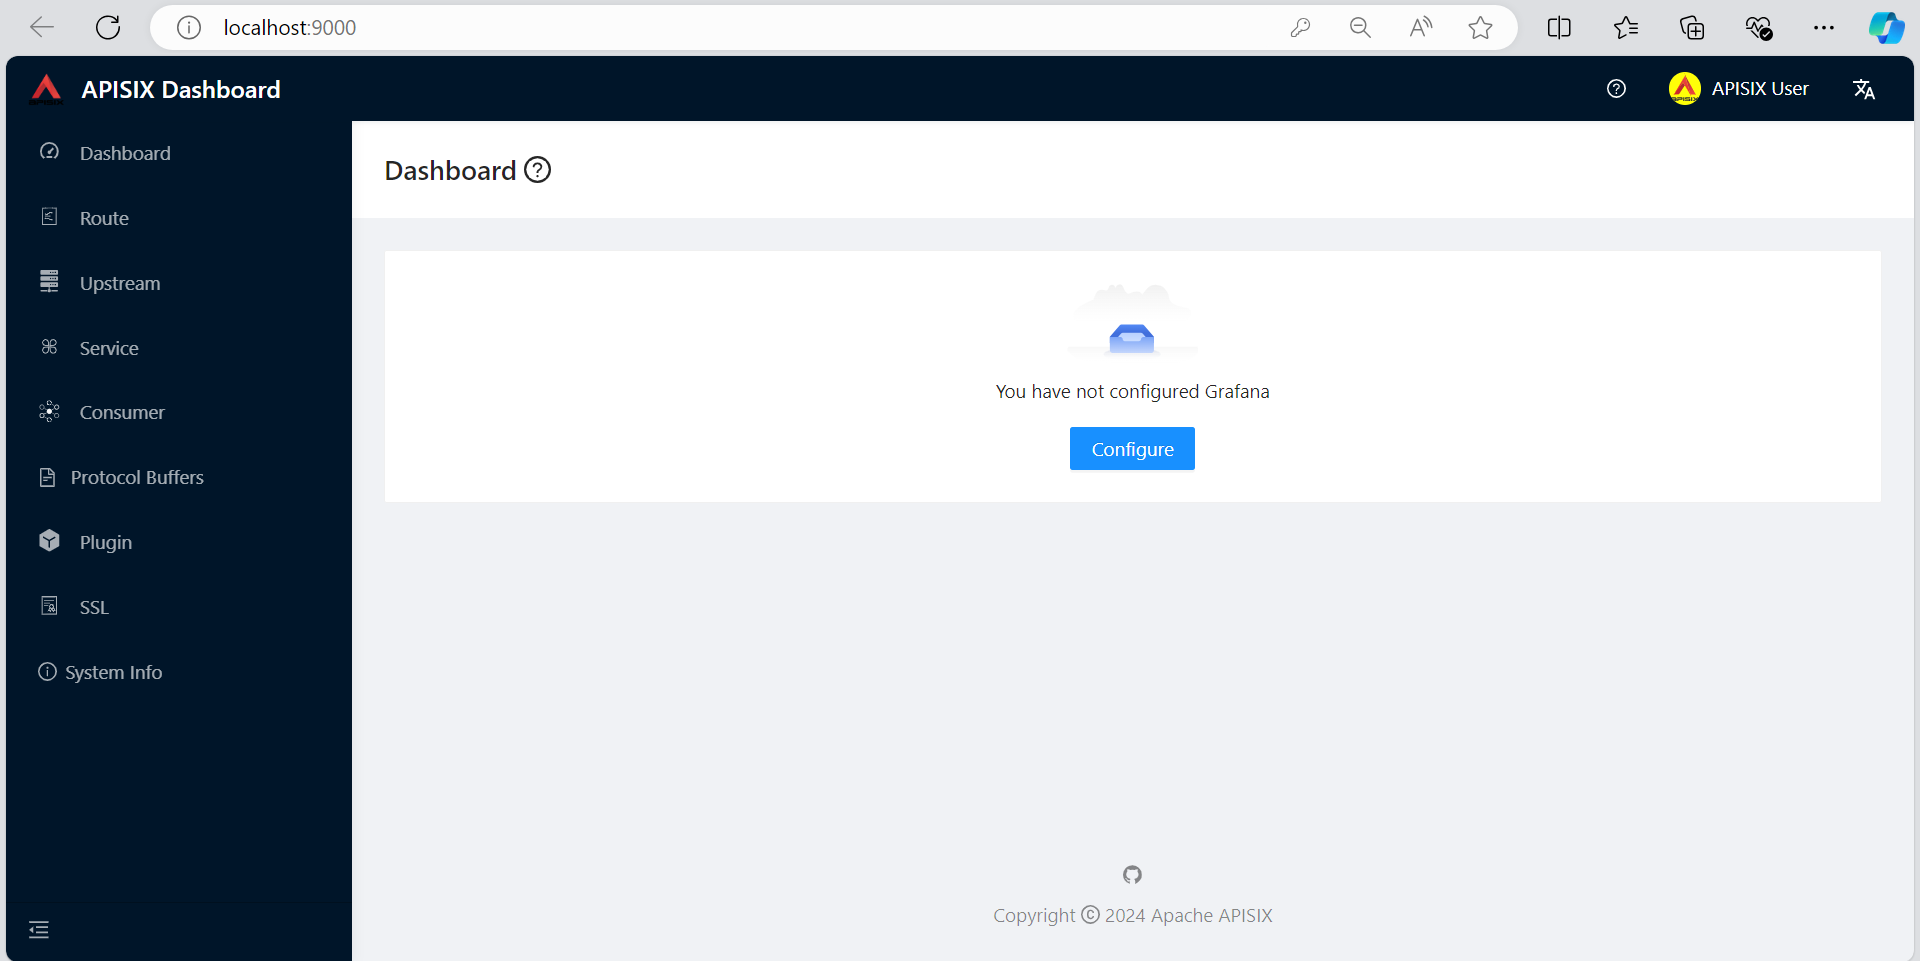 localhost:9000
APISIX Dashboard
APISIX User
Dashboard
Route
Upstream
Service
Consumer
Protocol Buffers
Plugin
SSL
System Info
Dashboard
You have not configured Grafana
Configure
Copyright © 2024 Apache APISIX